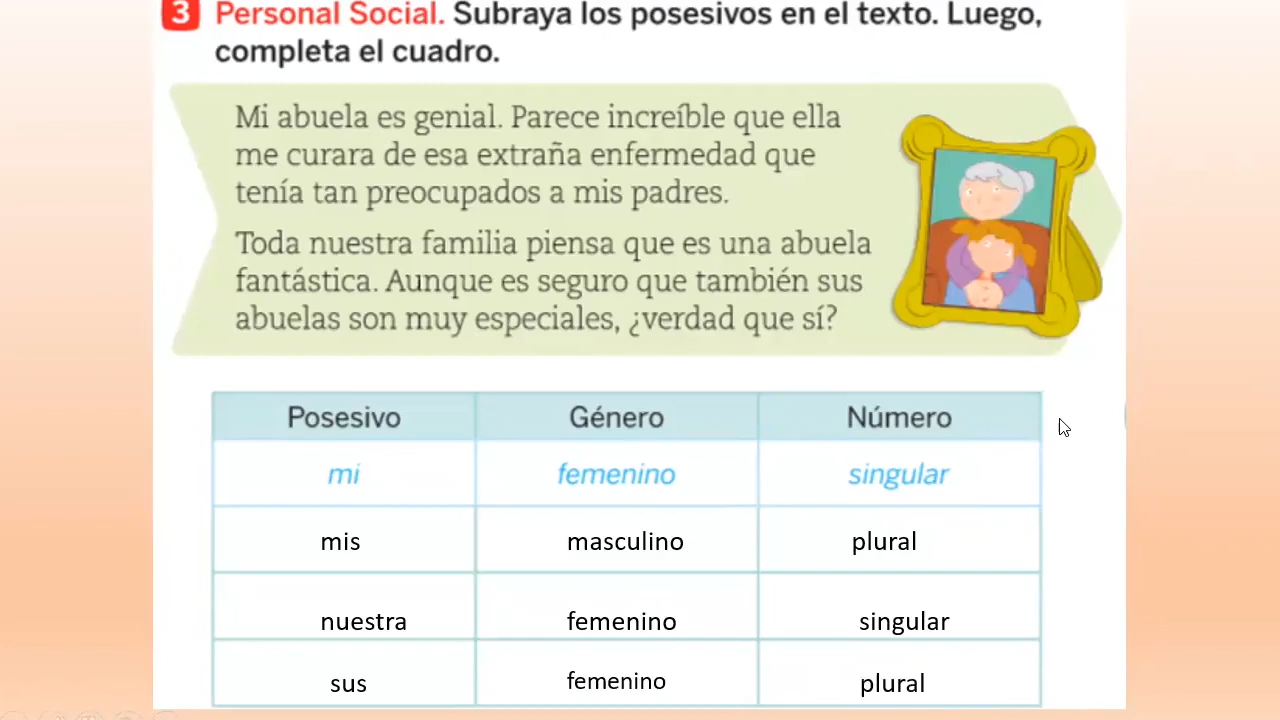 3 Personal Social. Subraya los posesivos en el texto. Luego,
completa el cuadro.
Mi abuela es genial. Parece increíble que ella
me curara de esa extraña enfermedad que
tenía tan preocupados a mis padres.
Toda nuestra familia piensa que es una abuela
fantástica. Aunque es seguro que también sus
abuelas son muy especiales, ¿verdad que sí?
Posesivo Género Número
mi femenino singular
mis masculino plural
nuestra femenino singular
sus femenino plural